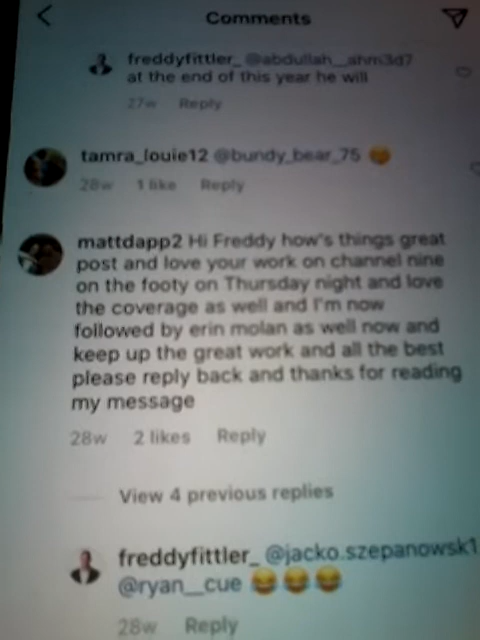 Comments
freddyfittler_ @abdullah__ahm3d7
at the end of this year he will
27w Reply
tamra_louie12 @bundy_bear_75 😊
28w 1 like Reply
mattdapp2 Hi Freddy how's things great
post and love your work on channel nine
on the footy on Thursday night and love
the coverage as well and I'm now
followed by erin molan as well now and
keep up the great work and all the best
please reply back and thanks for reading
my message
28w 2 likes Reply
View 4 previous replies
freddyfittler_ @jacko.szepanowsk1
@ryan__cue 😂😂😂
28w Reply